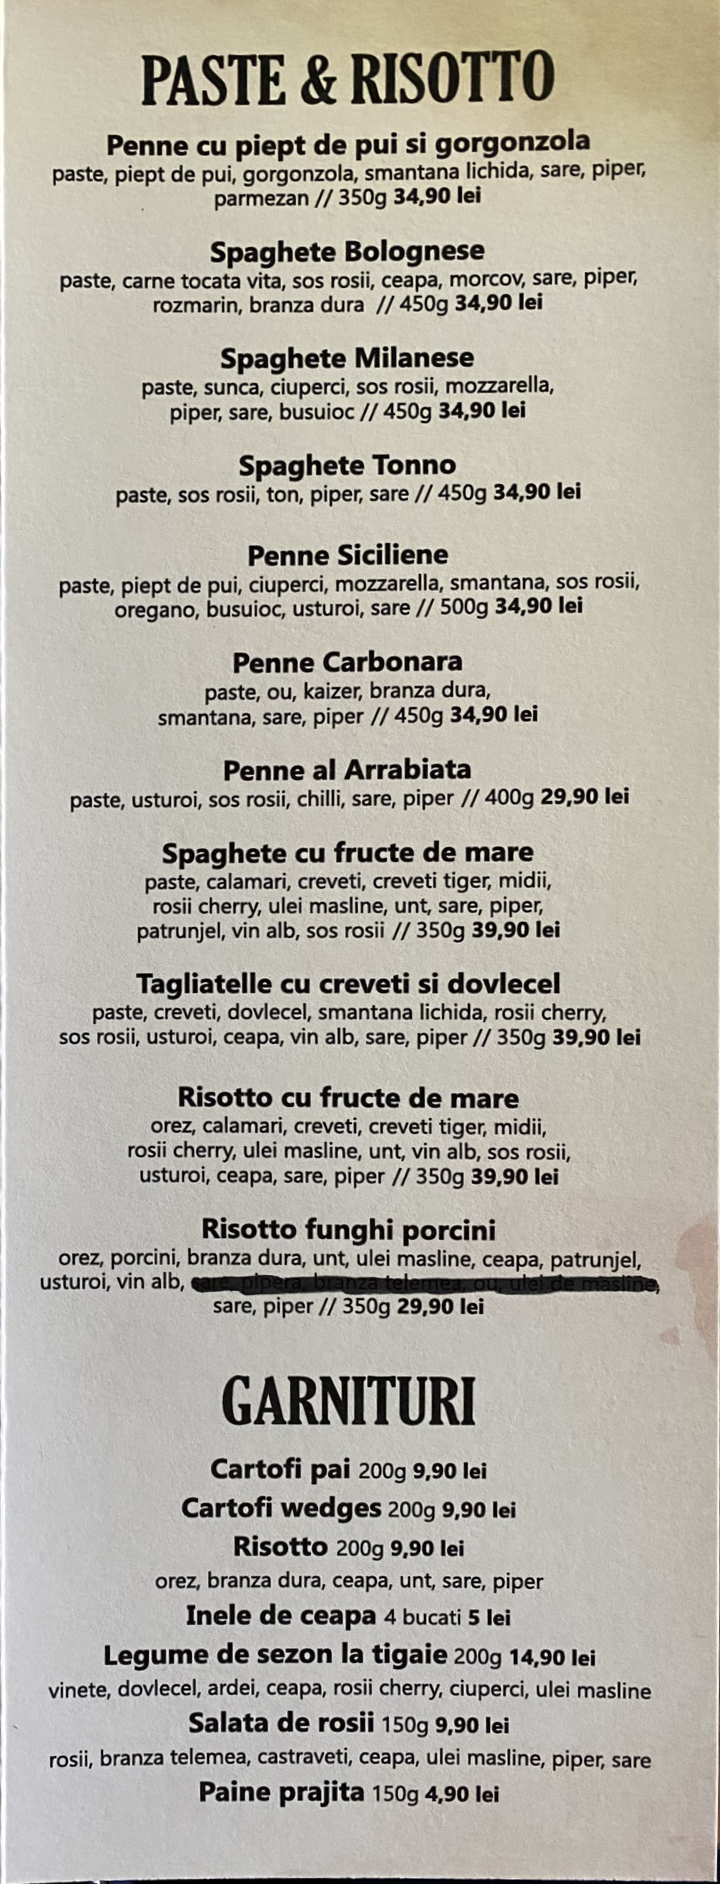 PASTE & RISOTTO
Penne cu piept de pui si gorgonzola
paste, piept de pui, gorgonzola, smantana lichida, sare, piper,
parmezan // 350g 34,90 lei
Spaghete Bolognese
paste, carne tocata vita, sos rosii, ceapa, morcov, sare, piper,
rozmarin, branza dura // 450g 34,90 lei
Spaghete Milanese
paste, sunca, ciuperci, sos rosii, mozzarella,
piper, sare, busuioc // 450g 34,90 lei
Spaghete Tonno
paste, sos rosii, ton, piper, sare // 450g 34,90 lei
Penne Siciliene
paste, piept de pui, ciuperci, mozzarella, smantana, sos rosii,
oregano, busuioc, usturoi, sare // 500g 34,90 lei
Penne Carbonara
paste, ou, kaizer, branza dura,
smantana, sare, piper // 450g 34,90 lei
Penne al Arrabiata
paste, usturoi, sos rosii, chilli, sare, piper // 400g 29,90 lei
Spaghete cu fructe de mare
paste, calamari, creveti, creveti tiger, midii,
rosii cherry, ulei masline, unt, sare, piper,
patrunjel, vin alb, sos rosii // 350g 39,90 lei
Tagliatelle cu creveti si dovlecel
paste, creveti, dovlecel, smantana lichida, rosii cherry,
sos rosii, usturoi, ceapa, vin alb, sare, piper // 350g 39,90 lei
Risotto cu fructe de mare
orez, calamari, creveti, creveti tiger, midii,
rosii cherry, ulei masline, unt, vin alb, sos rosii,
usturoi, ceapa, sare, piper // 350g 39,90 lei
Risotto funghi porcini
orez, porcini, branza dura, unt, ulei masline, ceapa, patrunjel,
usturoi, vin alb, branza telemea, ou, ulei de masline,
sare, piper // 350g 29,90 lei
GARNITURI
Cartofi pai 200g 9,90 lei
Cartofi wedges 200g 9,90 lei
Risotto 200g 9,90 lei
orez, branza dura, ceapa, unt, sare, piper
Inele de ceapa 4 bucati 5 lei
Legume de sezon la tigaie 200g 14,90 lei
vinete, dovlecel, ardei, ceapa, rosii cherry, ciuperci, ulei masline
Salata de rosii 150g 9,90 lei
rosii, branza telemea, castraveti, ceapa, ulei masline, piper, sare
Paine prajita 150g 4,90 lei